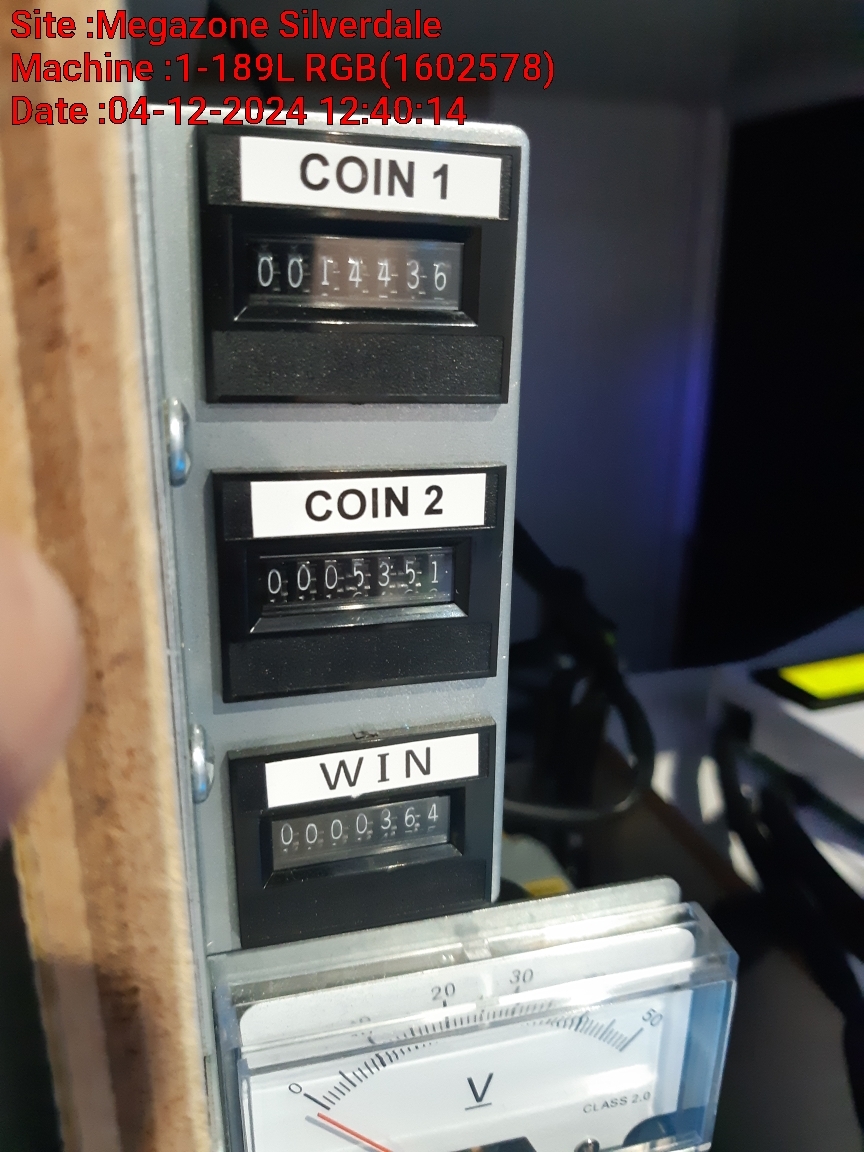 Site :Megazone Silverdale
Machine :1-189L RGB(1602578)
Date :04-12-2024 12:40:14
COIN 1
0014436
COIN 2
0005351
WIN
0000364
20
30
50
0
V
CLASS 2.0